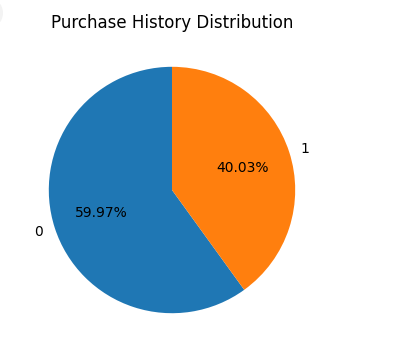 Purchase History Distribution
1
40.03%
59.97%
0